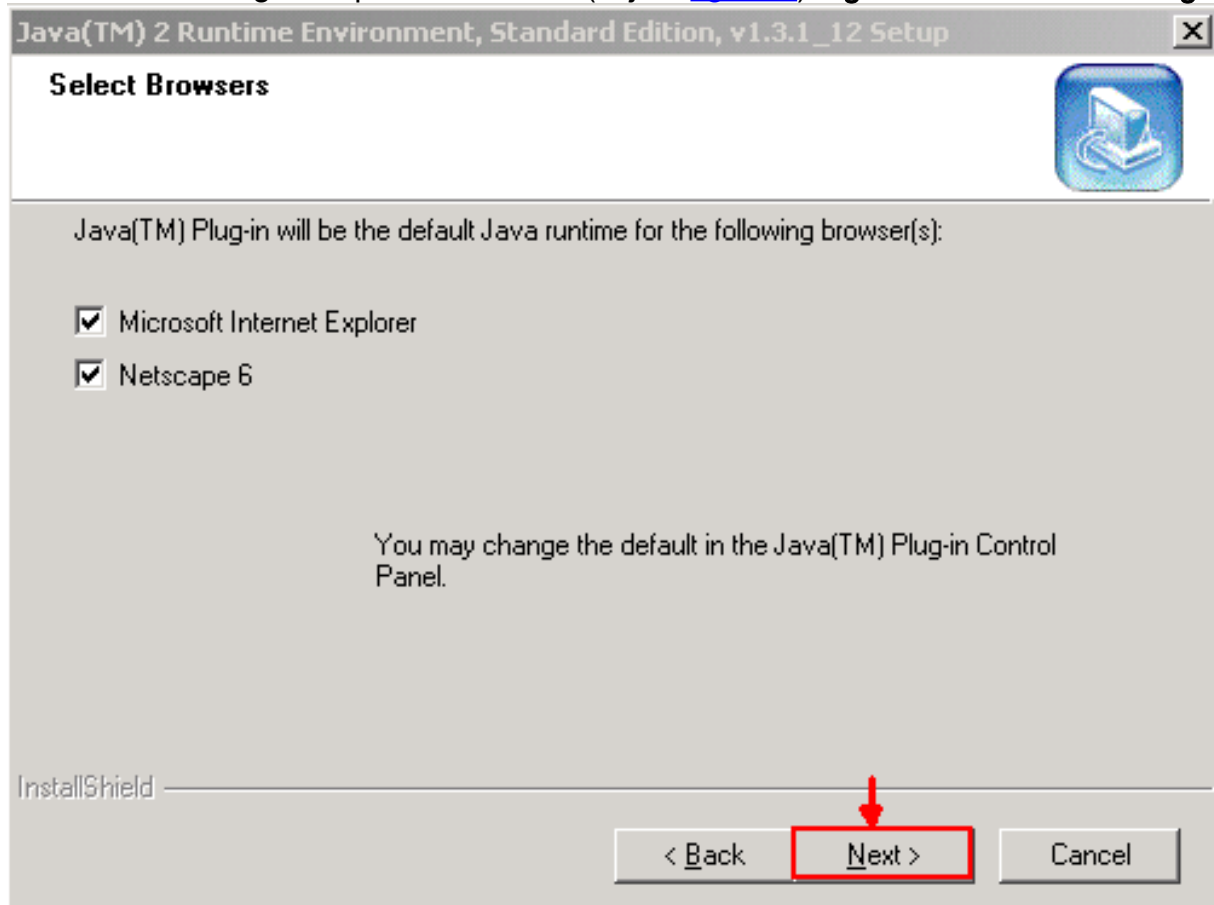 Java(TM) 2 Runtime Environment, Standard Edition, v1.3.1_12 Setup
Select Browsers
Java(TM) Plug-in will be the default Java runtime for the following browser(s):
Microsoft Internet Explorer
Netscape 6
You may change the default in the Java(TM) Plug-in Control
Panel.
InstallShield
< Back Next > Cancel